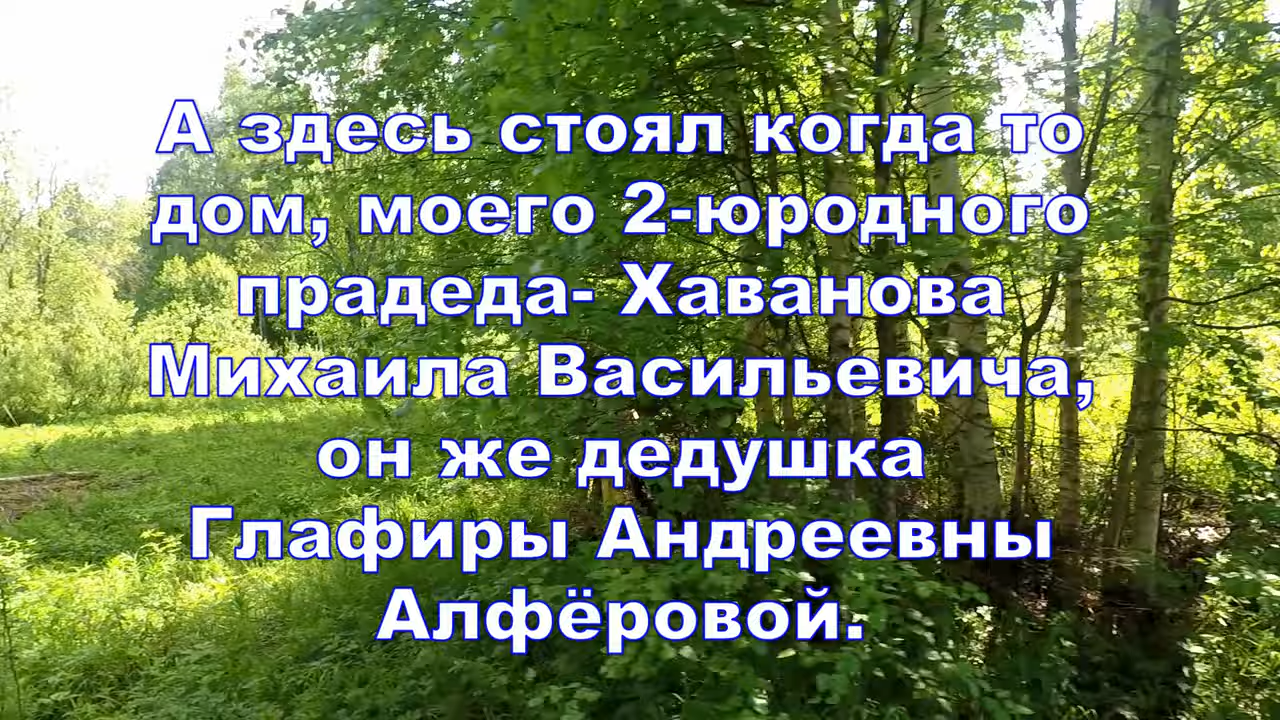 А здесь стоял когда то
дом, моего 2-юродного
прадеда- Хаванова
Михаила Васильевича,
он же дедушка
Глафиры Андреевны
Алфёровой.